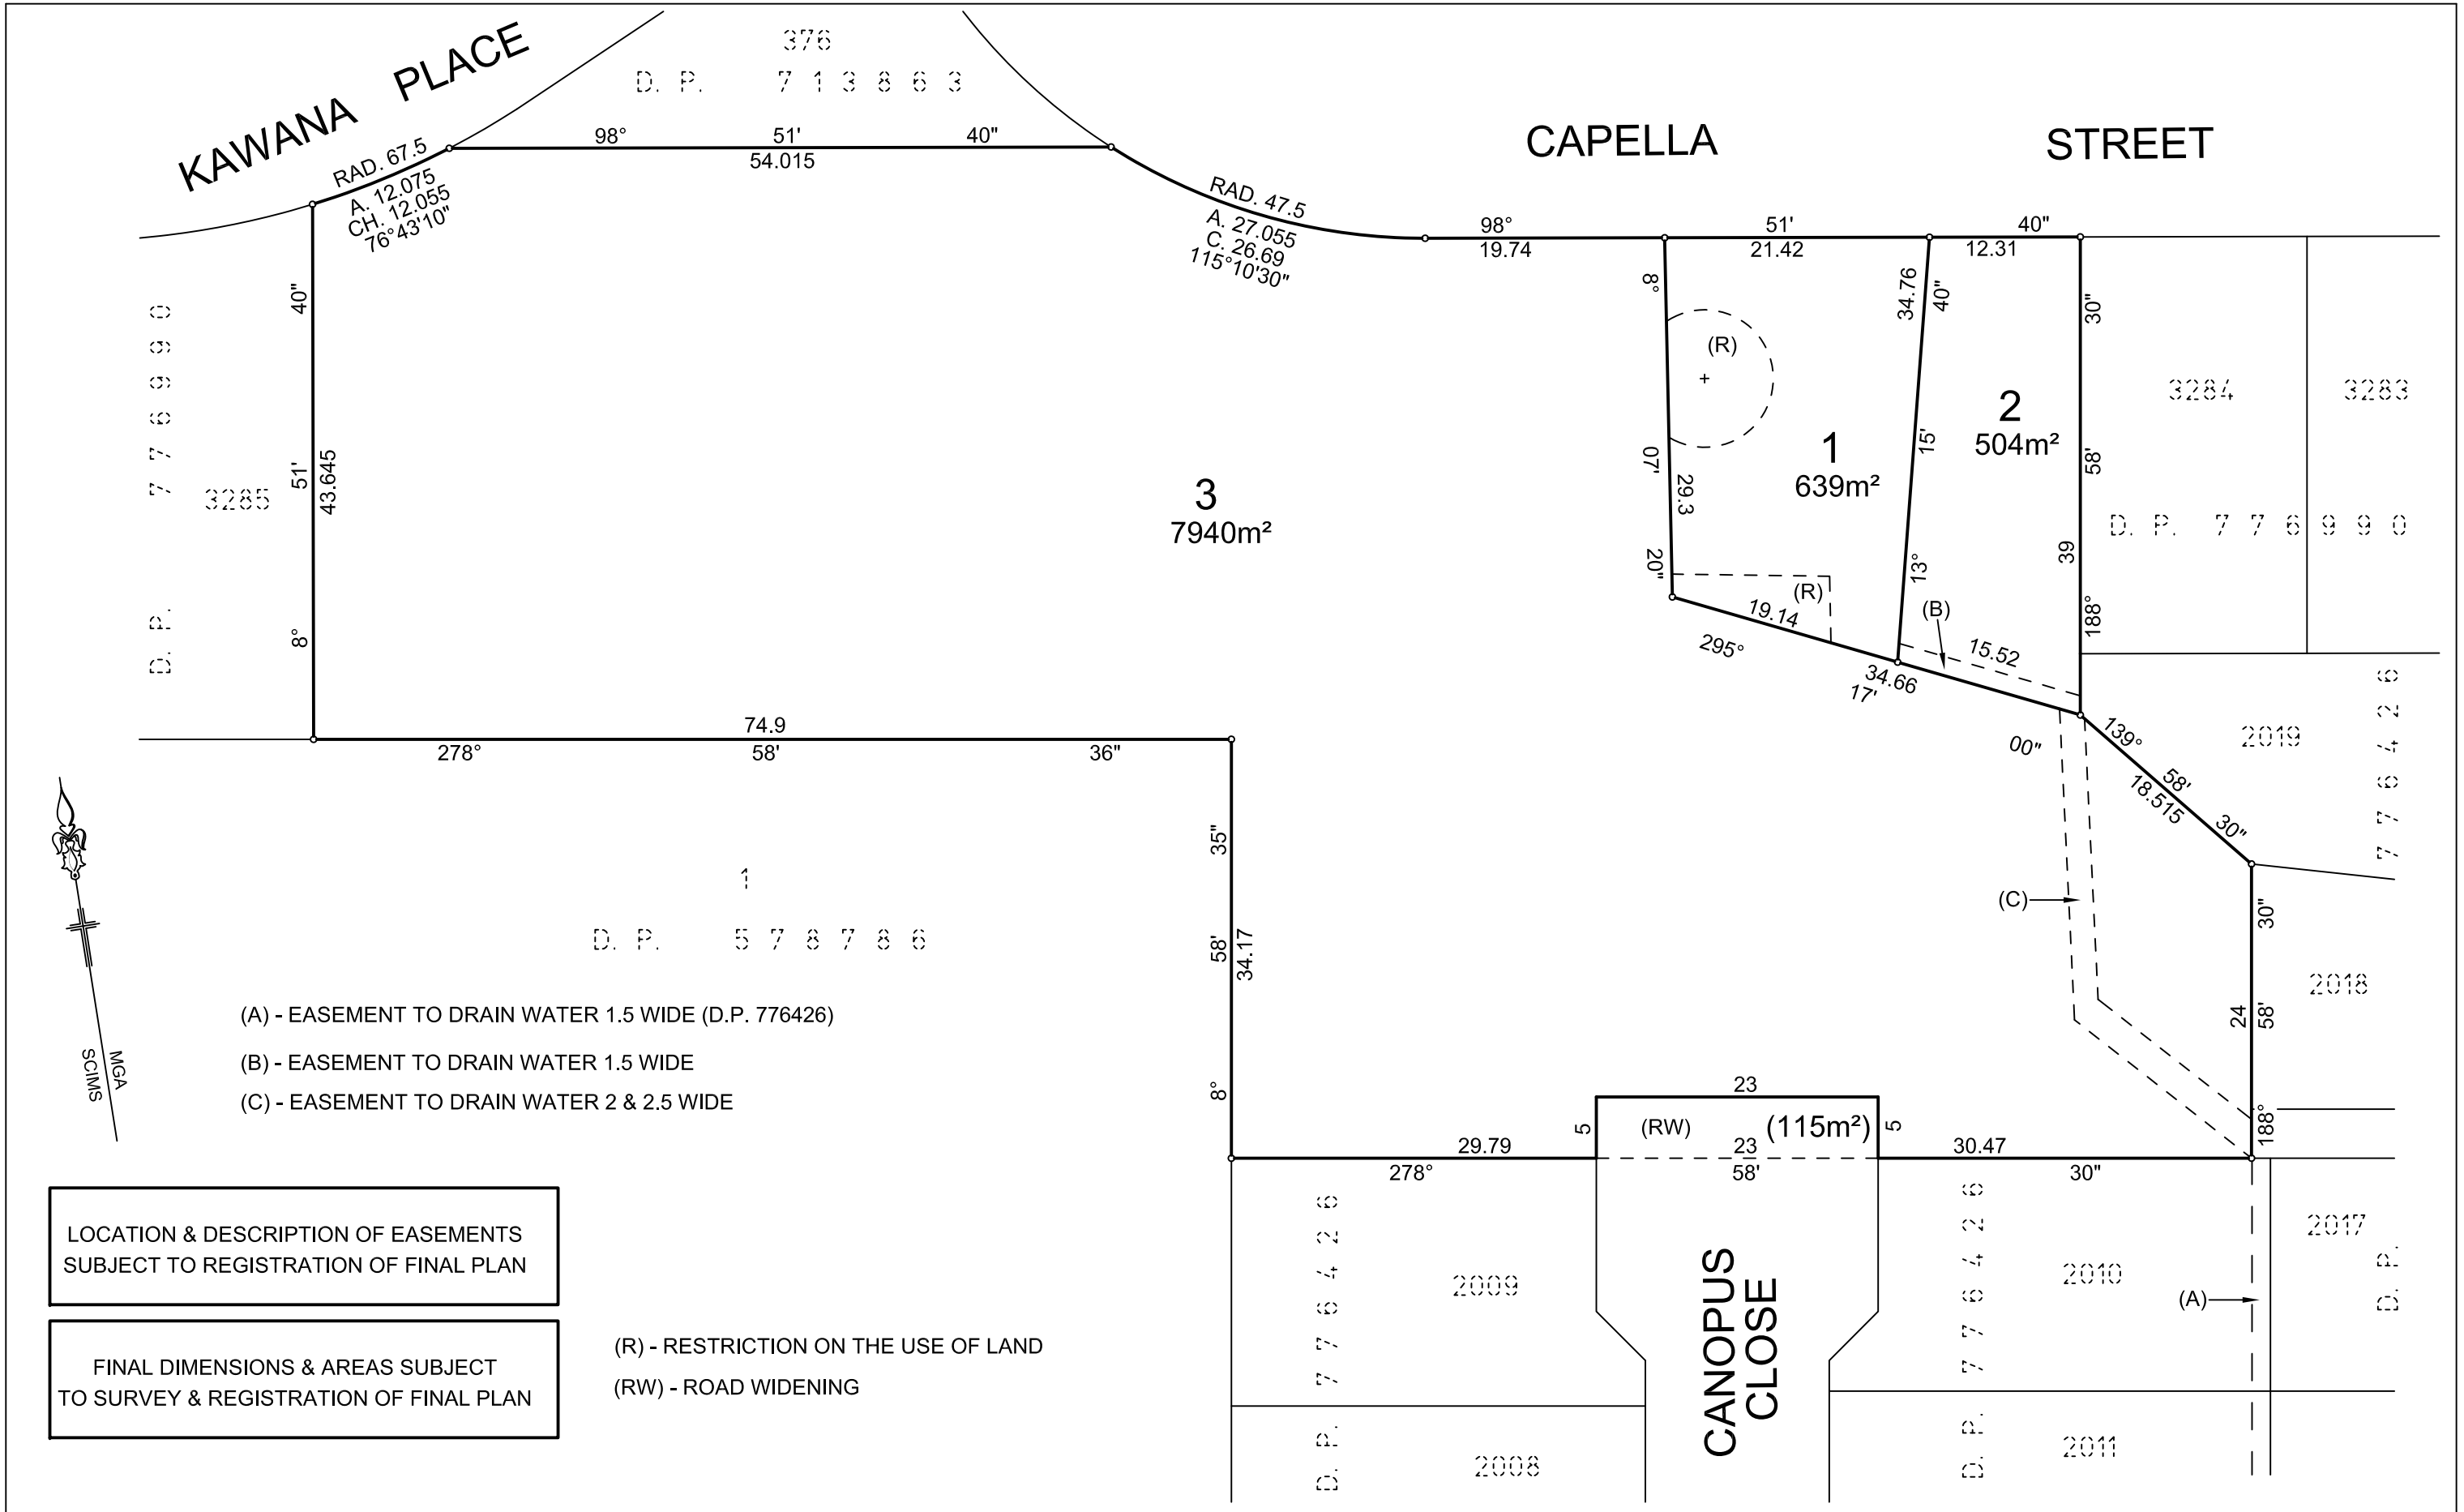 KAWANA PLACE
376
D. P. 713863
CAPELLA STREET
RAD. 67.5
A. 12.075
CH. 12.055
76°43'10"
98° 51' 40"
54.015
RAD. 47.5
A. 27.055
C. 26.69
115°10'30"
98° 51' 40"
19.74 21.42 12.31
8° 51' 40"
43.645
D. P. 776990
3285
3
7940m²
8° 07' 20"
29.3
(R)
1
639m²
13° 15' 40"
34.76
2
504m²
188° 58' 30"
39
3284
3283
D. P. 776990
(R)
19.14
(B)
15.52
295° 17' 00"
34.66
74.9
278° 58' 36"
139° 58' 30"
18.515
2019
D. P. 776426
1
D. P. 578786
8° 58' 35"
34.17
(C)
188° 58' 30"
24
2018
MGA
SCIMS
(A) - EASEMENT TO DRAIN WATER 1.5 WIDE (D.P. 776426)
(B) - EASEMENT TO DRAIN WATER 1.5 WIDE
(C) - EASEMENT TO DRAIN WATER 2 & 2.5 WIDE
23
5 (RW) (115m²) 5
29.79 23 30.47
278° 58' 30"
LOCATION & DESCRIPTION OF EASEMENTS
SUBJECT TO REGISTRATION OF FINAL PLAN
FINAL DIMENSIONS & AREAS SUBJECT
TO SURVEY & REGISTRATION OF FINAL PLAN
(R) - RESTRICTION ON THE USE OF LAND
(RW) - ROAD WIDENING
D. P. 776426
2009
2008
CANOPUS
CLOSE
D. P. 776426
2010
2011
(A)
2017